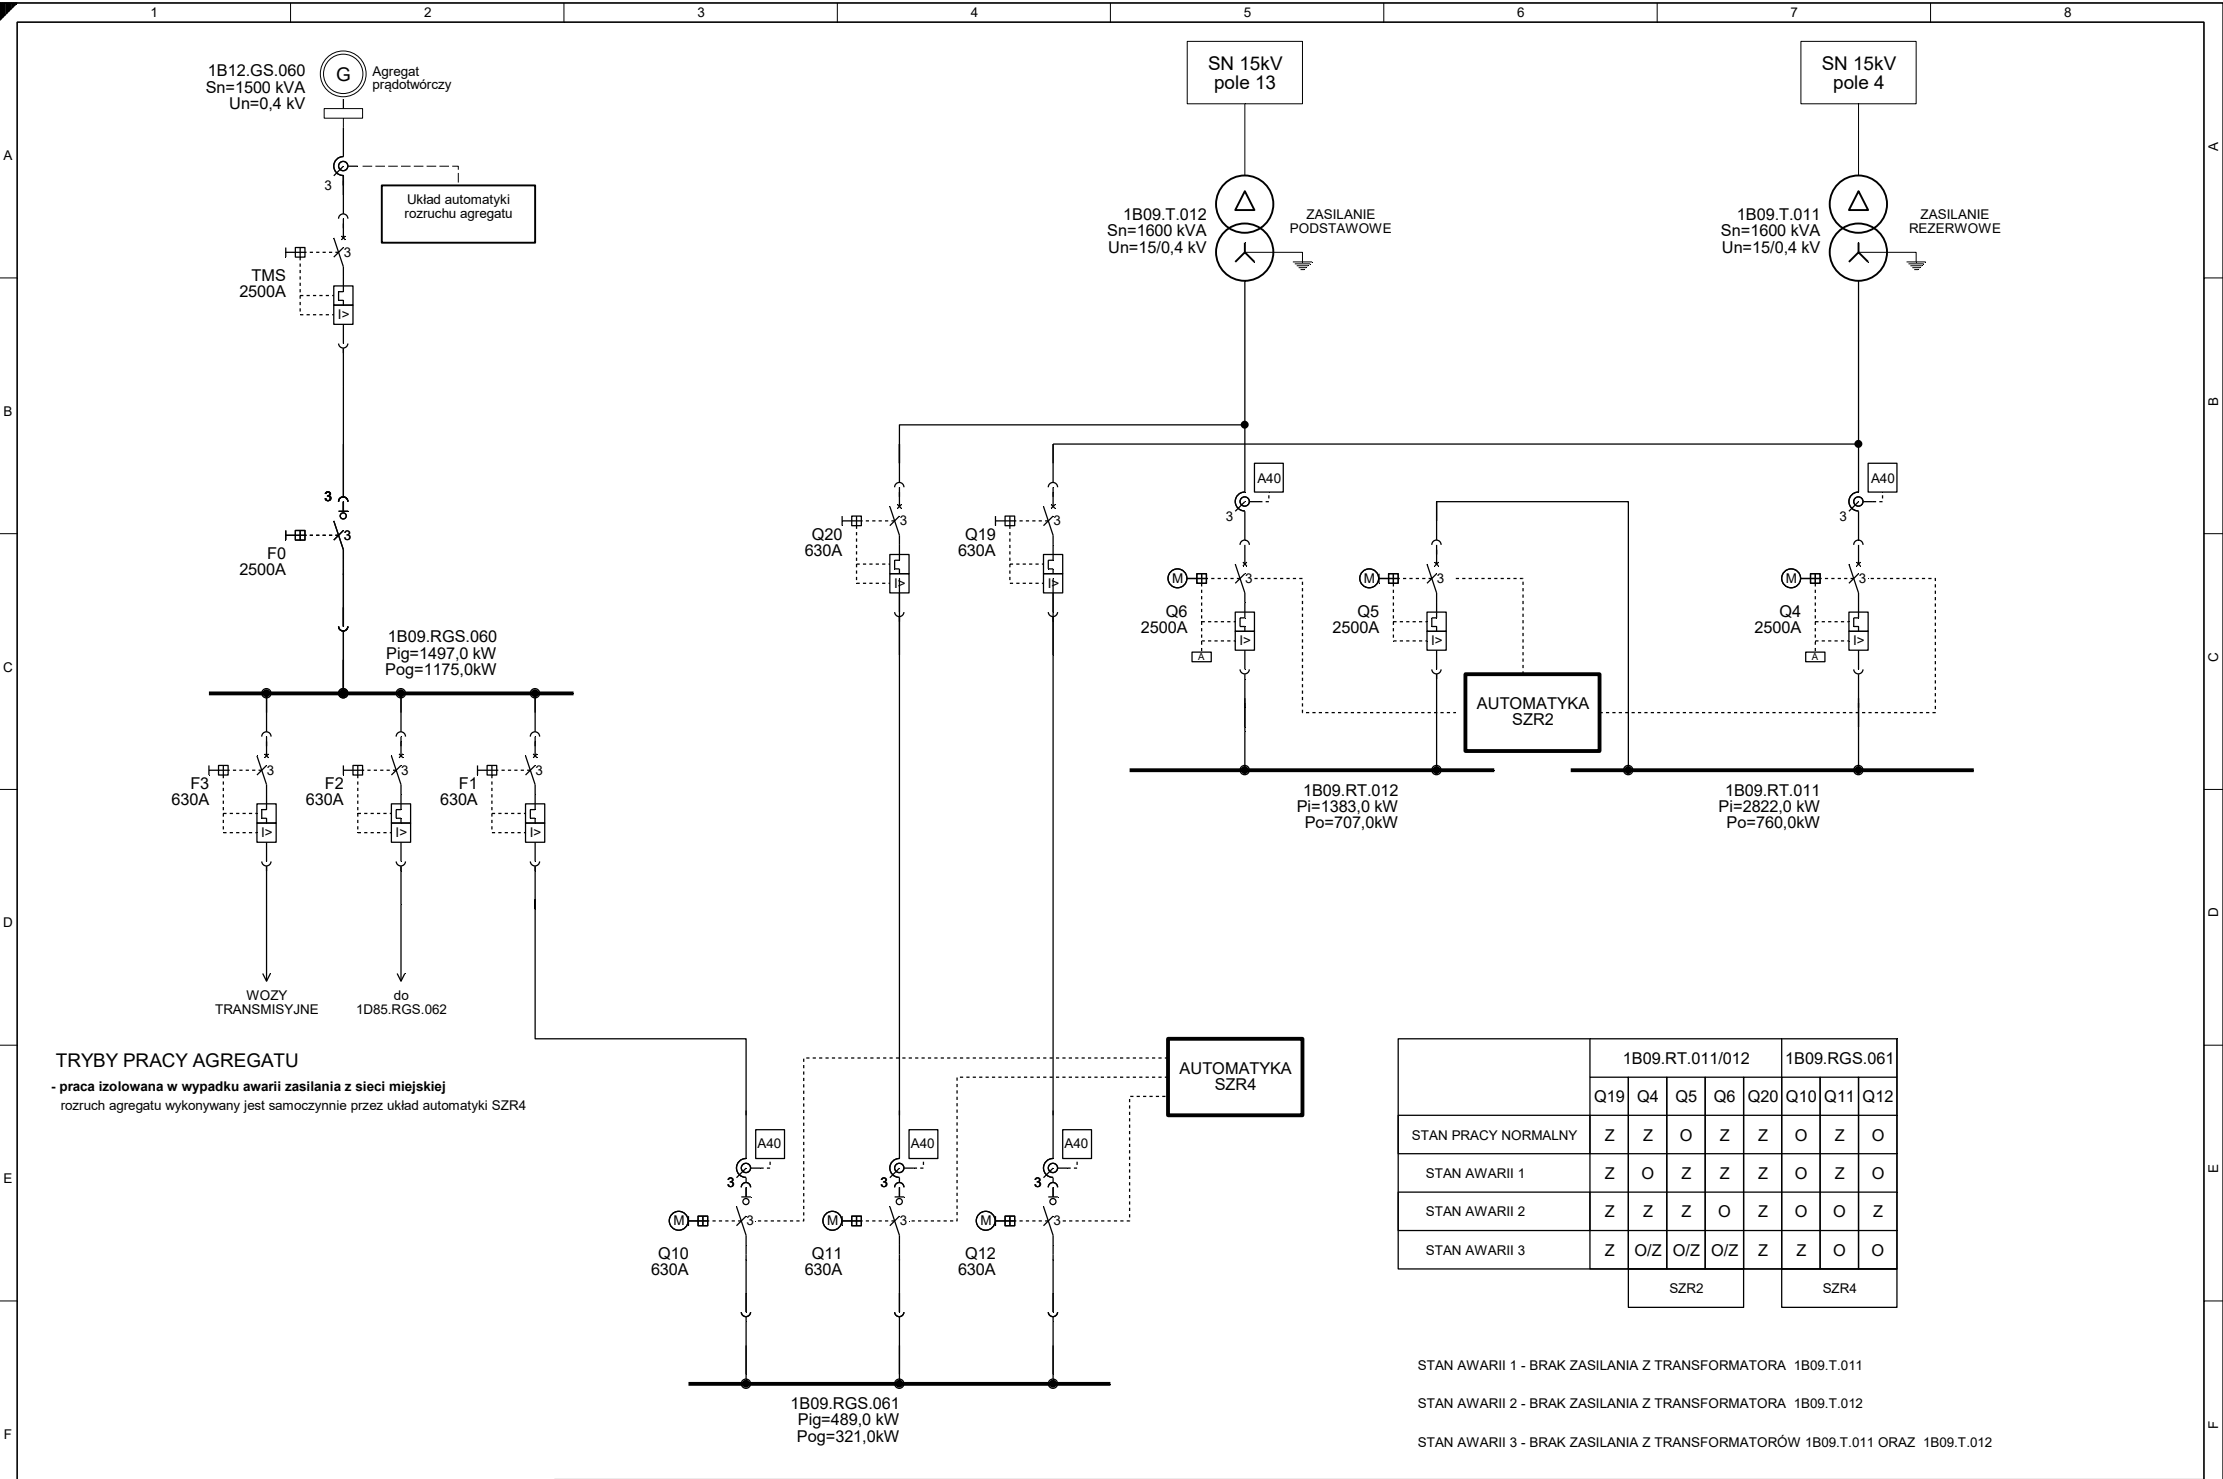 1 2 3 4 5 6 7 8
A
B
C
D
E
F
A
B
C
D
E
F
1B12.GS.060
Sn=1500 kVA
Un=0,4 kV
G
Agregat
prądotwórczy
3
Układ automatyki
rozruchu agregatu
3
TMS
2500A
I>
3
3
F0
2500A
1B09.RGS.060
Pig=1497,0 kW
Pog=1175,0kW
3
F3
630A
I>
3
F2
630A
I>
3
F1
630A
I>
WOZY
TRANSMISYJNE
do
1D85.RGS.062
TRYBY PRACY AGREGATU
- praca izolowana w wypadku awarii zasilania z sieci miejskiej
rozruch agregatu wykonywany jest samoczynnie przez układ automatyki SZR4
SN 15kV
pole 13
1B09.T.012
Sn=1600 kVA
Un=15/0,4 kV
ZASILANIE
PODSTAWOWE
SN 15kV
pole 4
1B09.T.011
Sn=1600 kVA
Un=15/0,4 kV
ZASILANIE
REZERWOWE
3
Q20
630A
I>
3
Q19
630A
I>
A40
3
M
3
Q6
2500A
I>
A
M
3
Q5
2500A
I>
A40
3
M
3
Q4
2500A
I>
A
AUTOMATYKA
SZR2
1B09.RT.012
Pi=1383,0 kW
Po=707,0kW
1B09.RT.011
Pi=2822,0 kW
Po=760,0kW
AUTOMATYKA
SZR4
A40
3
M
3
Q10
630A
A40
3
M
3
Q11
630A
A40
3
M
3
Q12
630A
1B09.RGS.061
Pig=489,0 kW
Pog=321,0kW
1B09.RT.011/012 1B09.RGS.061
Q19 Q4 Q5 Q6 Q20 Q10 Q11 Q12
STAN PRACY NORMALNY Z Z O Z Z O Z O
STAN AWARII 1 Z O Z Z Z O Z O
STAN AWARII 2 Z Z Z O Z O O Z
STAN AWARII 3 Z O/Z O/Z O/Z Z Z O O
SZR2 SZR4
STAN AWARII 1 - BRAK ZASILANIA Z TRANSFORMATORA 1B09.T.011
STAN AWARII 2 - BRAK ZASILANIA Z TRANSFORMATORA 1B09.T.012
STAN AWARII 3 - BRAK ZASILANIA Z TRANSFORMATORÓW 1B09.T.011 ORAZ 1B09.T.012